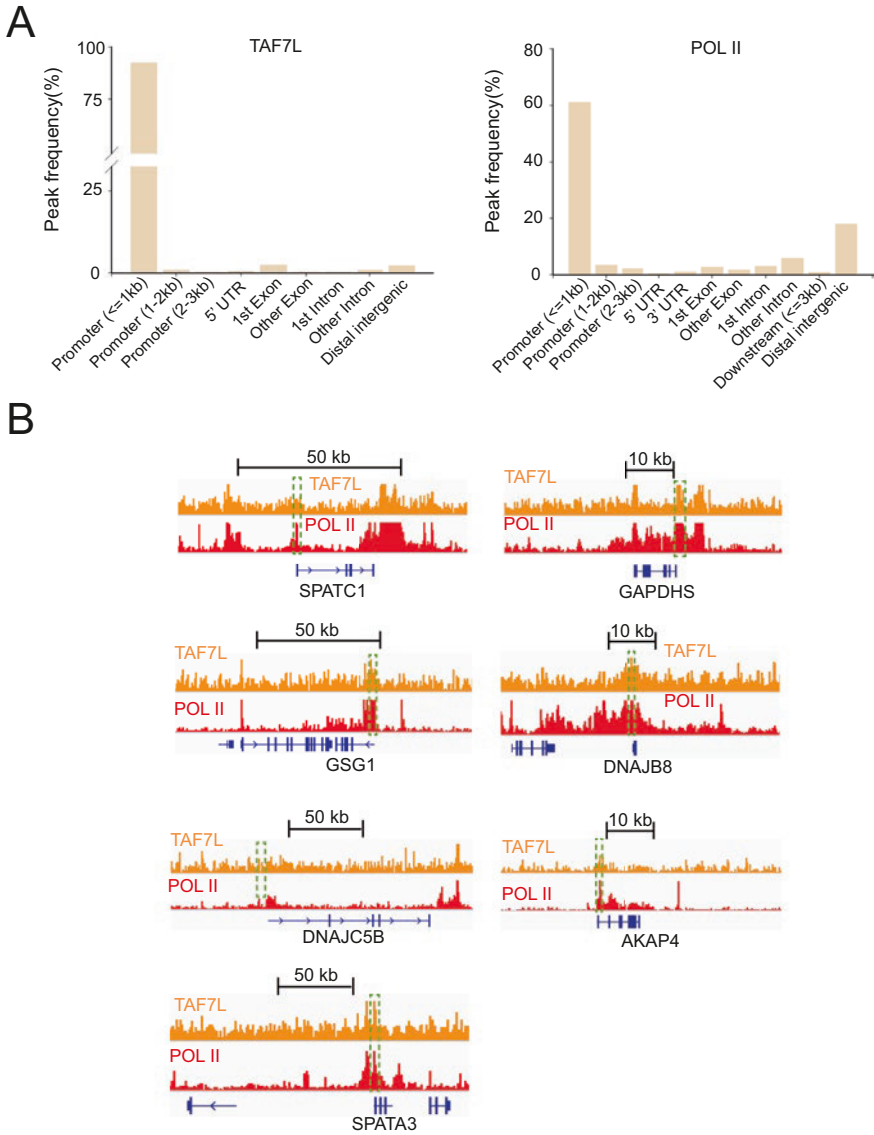 A
TAF7L
Peak frequency(%)
100
75
25
0
Promoter (<=1kb)
Promoter (1-2kb)
Promoter (2-3kb)
5' UTR
1st Exon
Other Exon
1st Intron
Other Intron
Distal intergenic
POL II
Peak frequency(%)
80
60
40
20
0
Promoter (<=1kb)
Promoter (1-2kb)
Promoter (2-3kb)
5' UTR
3' UTR
1st Exon
Other Exon
1st Intron
Other Intron
Downstream (<=3kb)
Distal intergenic
B
50 kb
TAF7L
POL II
SPATC1
10 kb
TAF7L
POL II
GAPDHS
50 kb
TAF7L
POL II
GSG1
10 kb
TAF7L
POL II
DNAJB8
50 kb
TAF7L
POL II
DNAJC5B
10 kb
TAF7L
POL II
AKAP4
50 kb
TAF7L
POL II
SPATA3